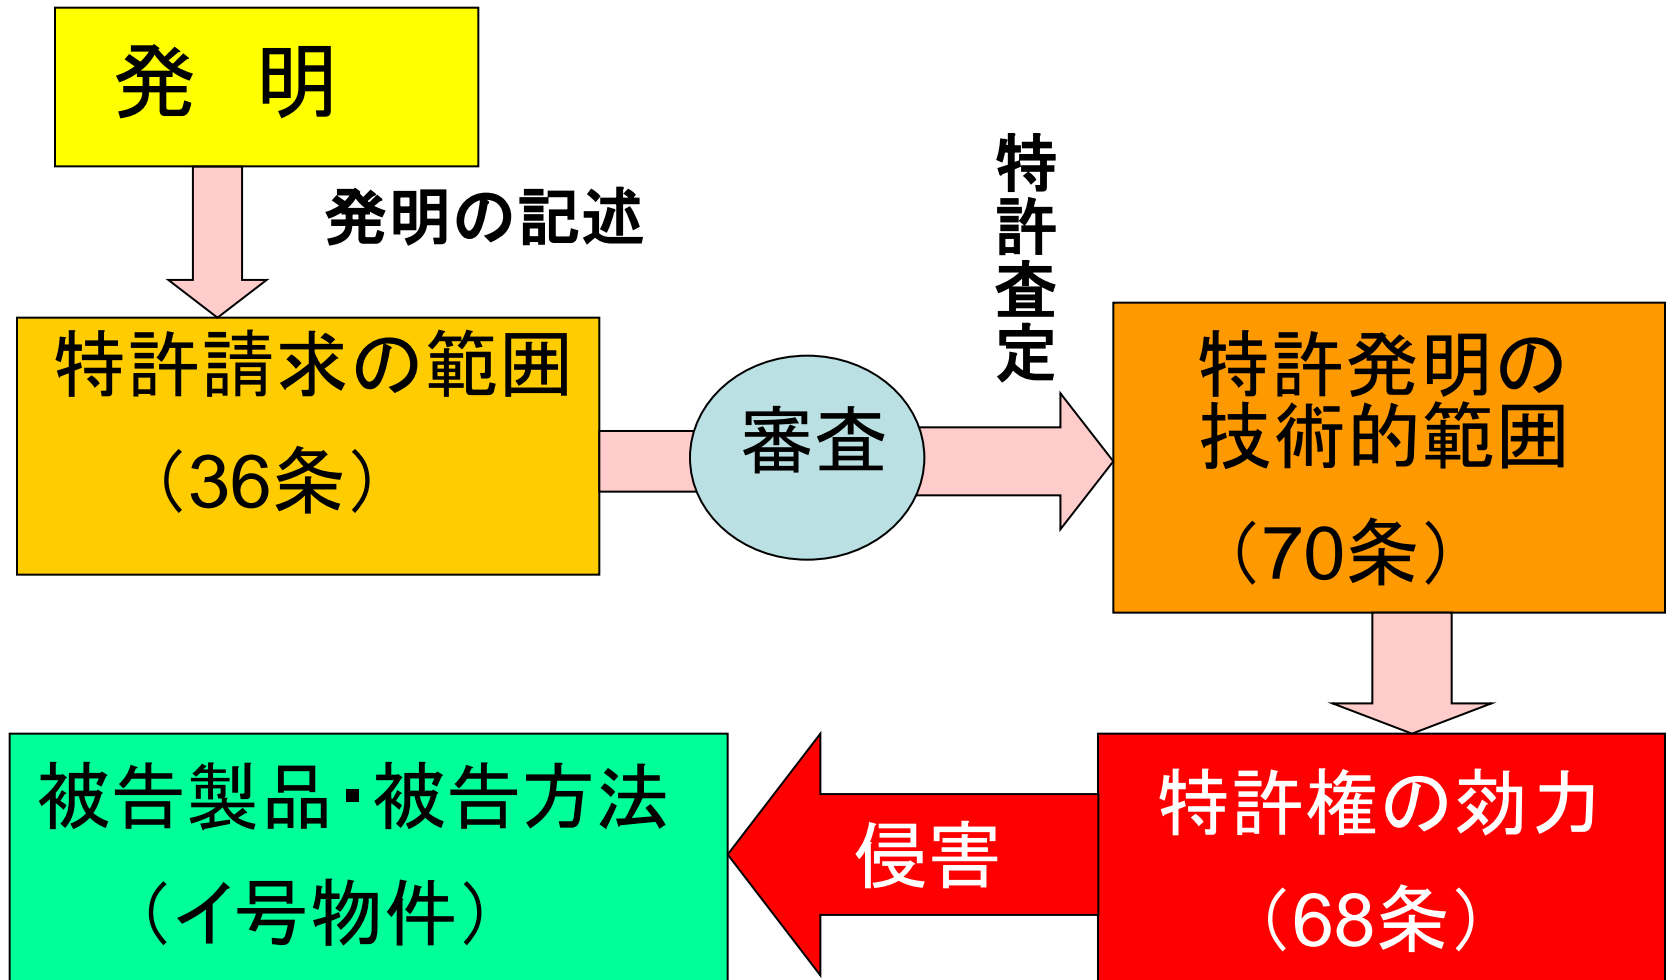 発　明
発明の記述
特許請求の範囲
（36条）
審査
特許査定
特許発明の
技術的範囲
（70条）
特許権の効力
（68条）
侵害
被告製品・被告方法
（イ号物件）